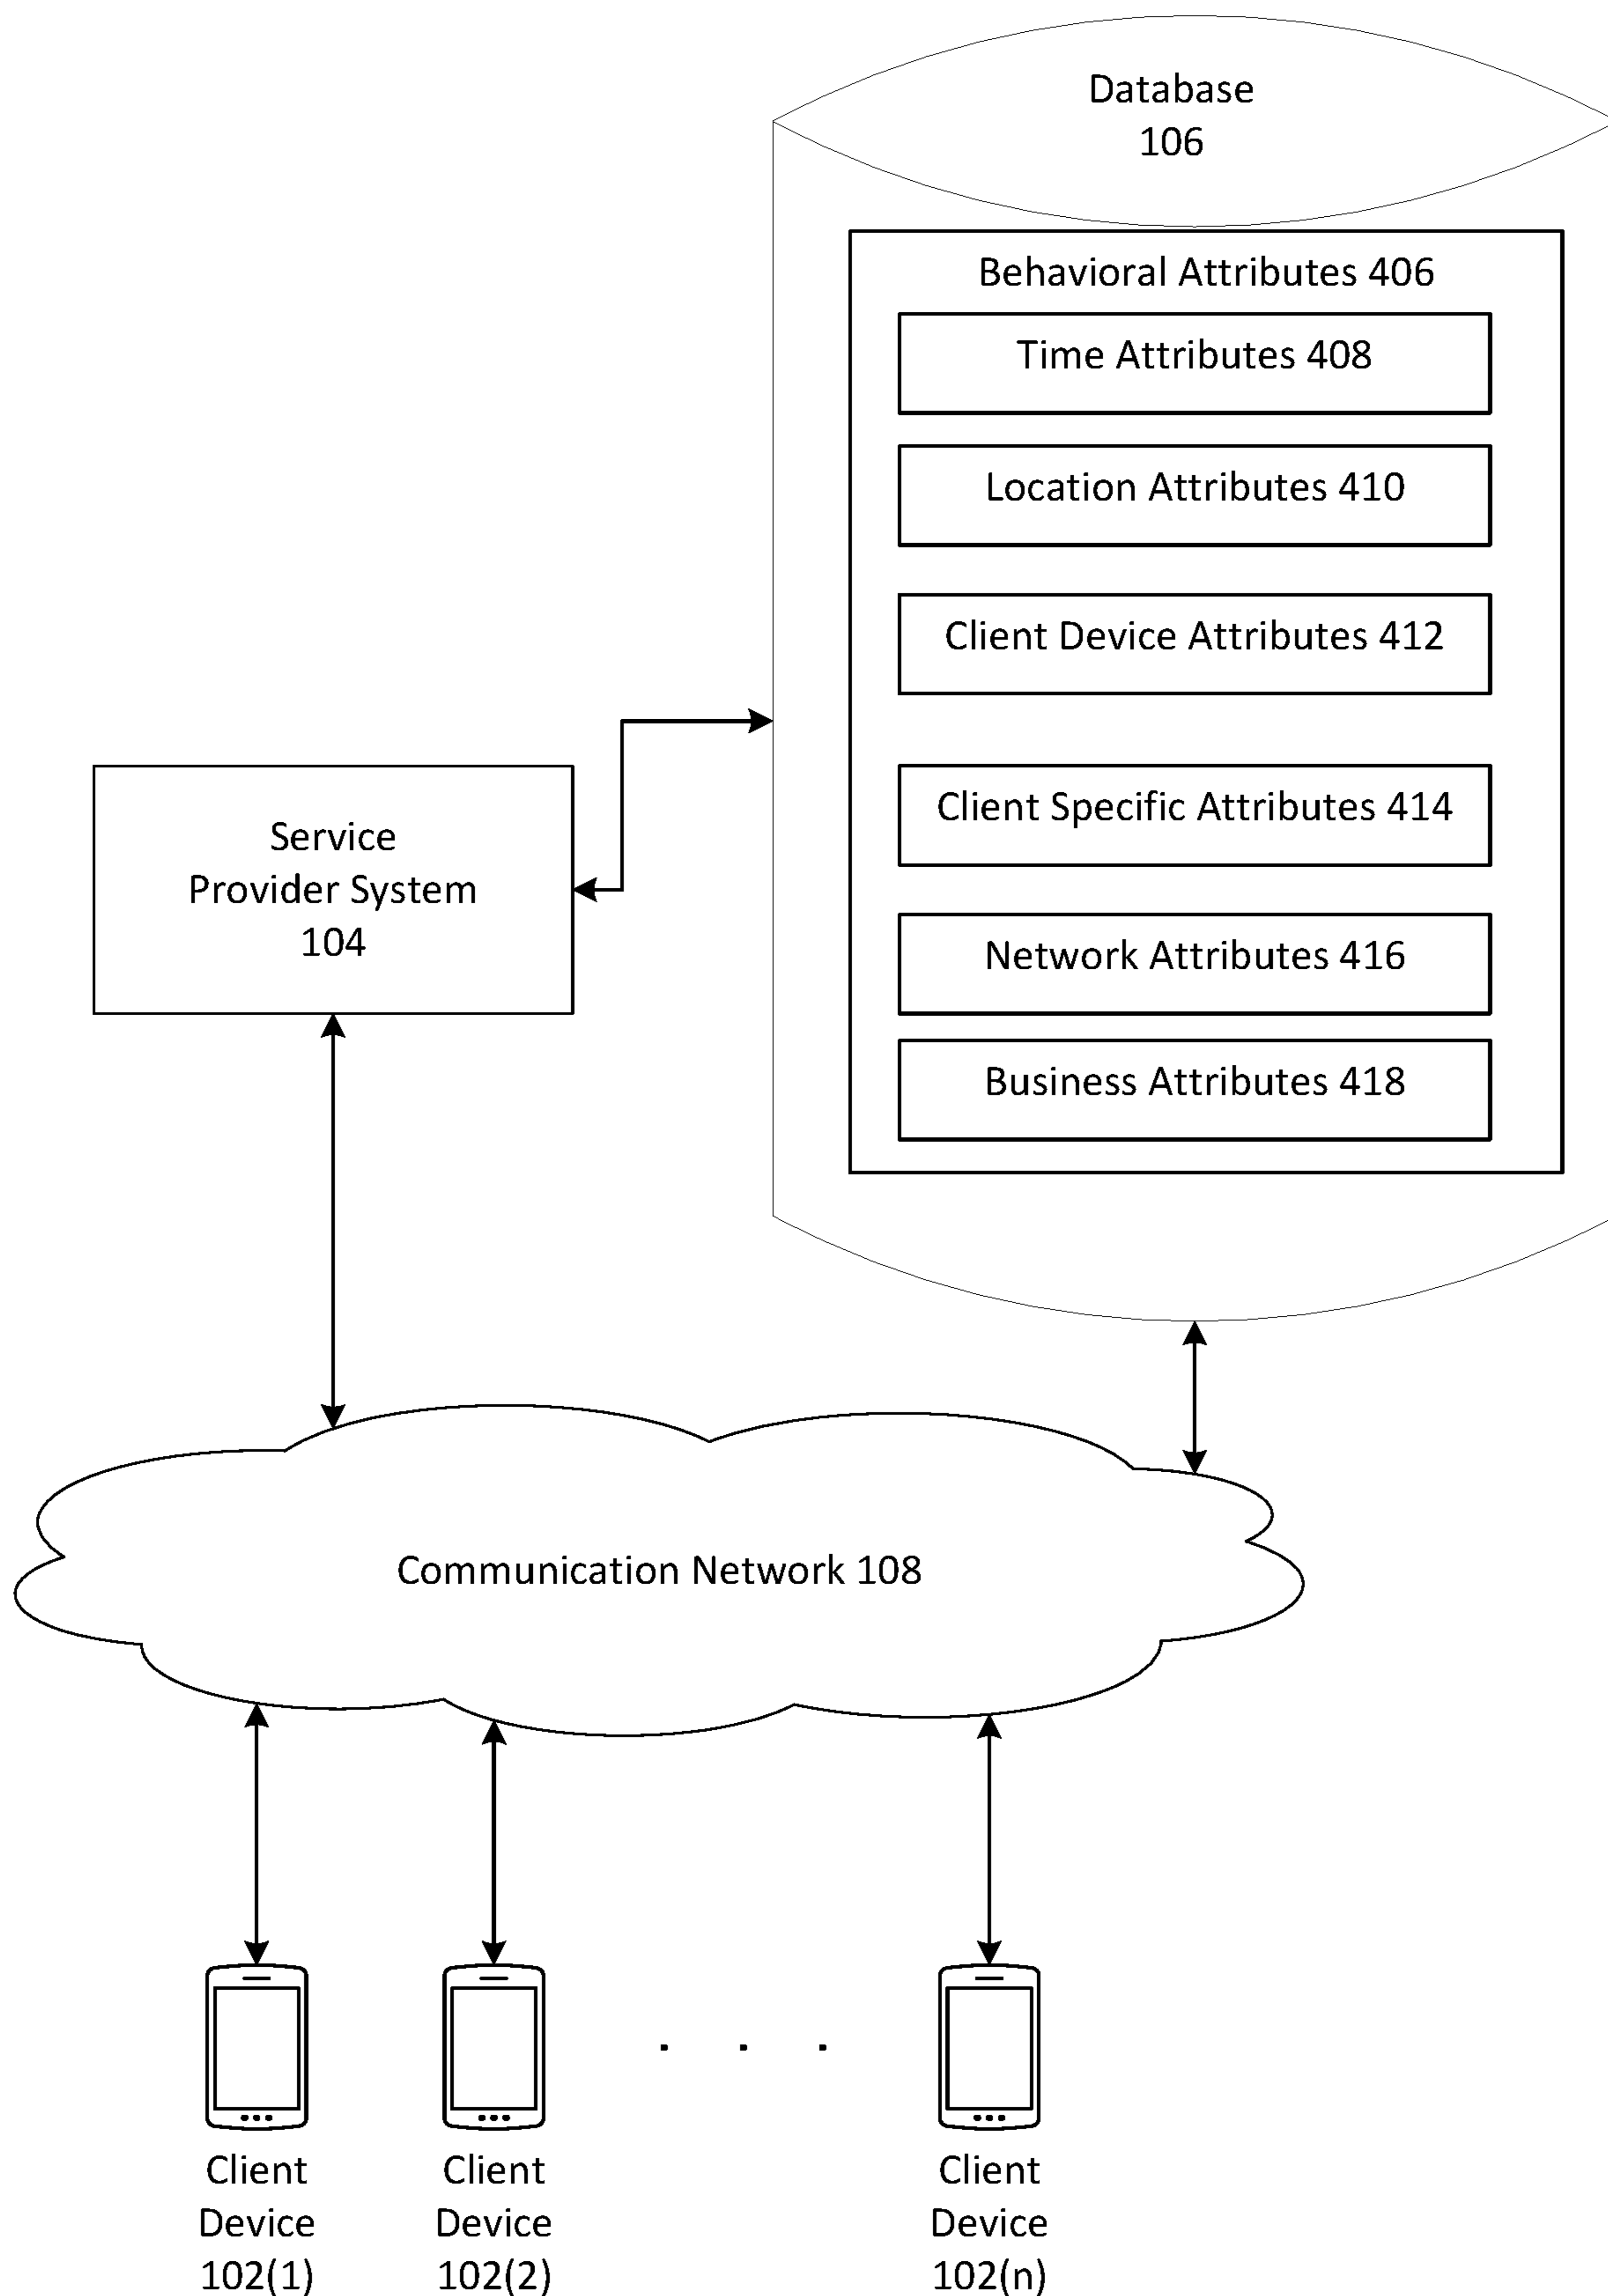 Database
106
Behavioral Attributes 406
Time Attributes 408
Location Attributes 410
Client Device Attributes 412
Client Specific Attributes 414
Network Attributes 416
Business Attributes 418
Service
Provider System
104
Communication Network 108
Client
Device
102(1)
Client
Device
102(2)
. . .
Client
Device
102(n)